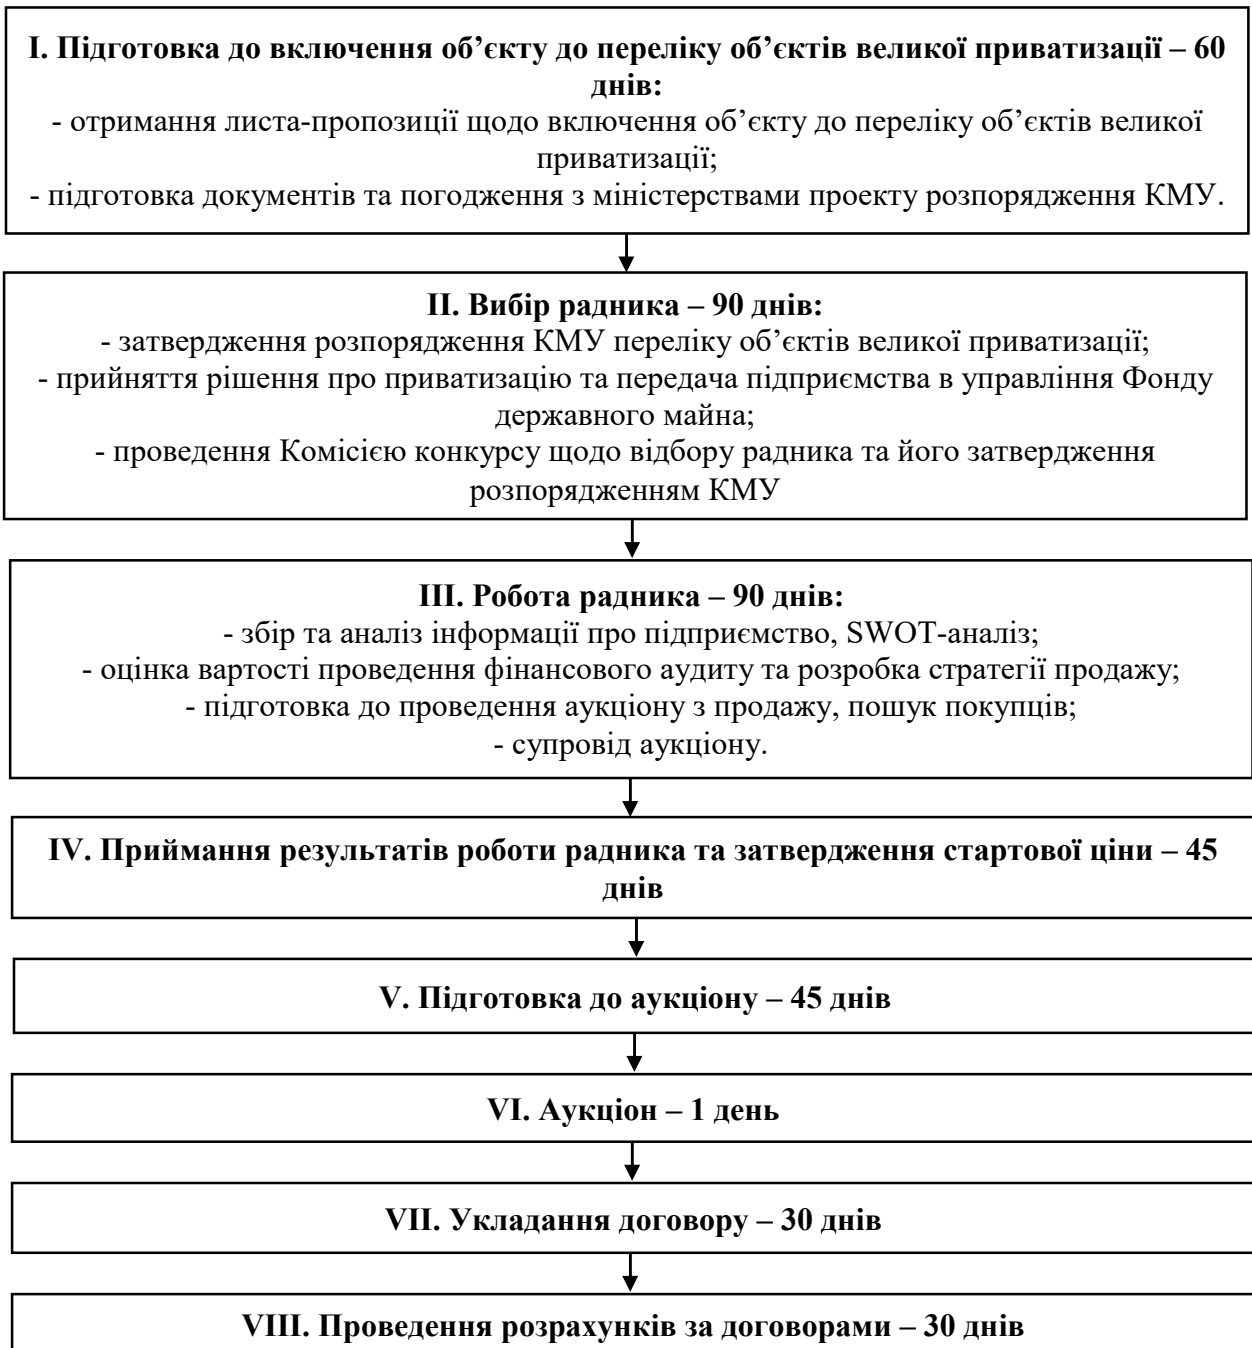 І. Підготовка до включення об’єкту до переліку об’єктів великої приватизації – 60
днів:
- отримання листа-пропозиції щодо включення об’єкту до переліку об’єктів великої
приватизації;
- підготовка документів та погодження з міністерствами проекту розпорядження КМУ.
ІІ. Вибір радника – 90 днів:
- затвердження розпорядження КМУ переліку об’єктів великої приватизації;
- прийняття рішення про приватизацію та передача підприємства в управління Фонду
державного майна;
- проведення Комісією конкурсу щодо відбору радника та його затвердження
розпорядженням КМУ
ІІІ. Робота радника – 90 днів:
- збір та аналіз інформації про підприємство, SWOT-аналіз;
- оцінка вартості проведення фінансового аудиту та розробка стратегії продажу;
- підготовка до проведення аукціону з продажу, пошук покупців;
- супровід аукціону.
IV. Приймання результатів роботи радника та затвердження стартової ціни – 45
днів
V. Підготовка до аукціону – 45 днів
VI. Аукціон – 1 день
VII. Укладання договору – 30 днів
VIII. Проведення розрахунків за договорами – 30 днів